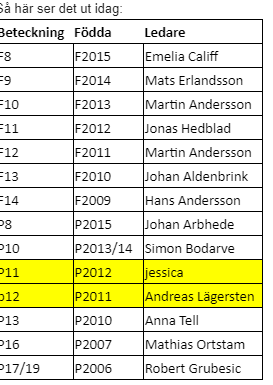 Så här ser det ut idag:
Beteckning Födda Ledare
F8 F2015 Emelia Califf
F9 F2014 Mats Erlandsson
F10 F2013 Martin Andersson
F11 F2012 Jonas Hedblad
F12 F2011 Martin Andersson
F13 F2010 Johan Aldenbrink
F14 F2009 Hans Andersson
P8 P2015 Johan Arbhede
P10 P2013/14 Simon Bodarve
P11 P2012 jessica
p12 P2011 Andreas Lägersten
P13 P2010 Anna Tell
P16 P2007 Mathias Ortstam
P17/19 P2006 Robert Grubesic